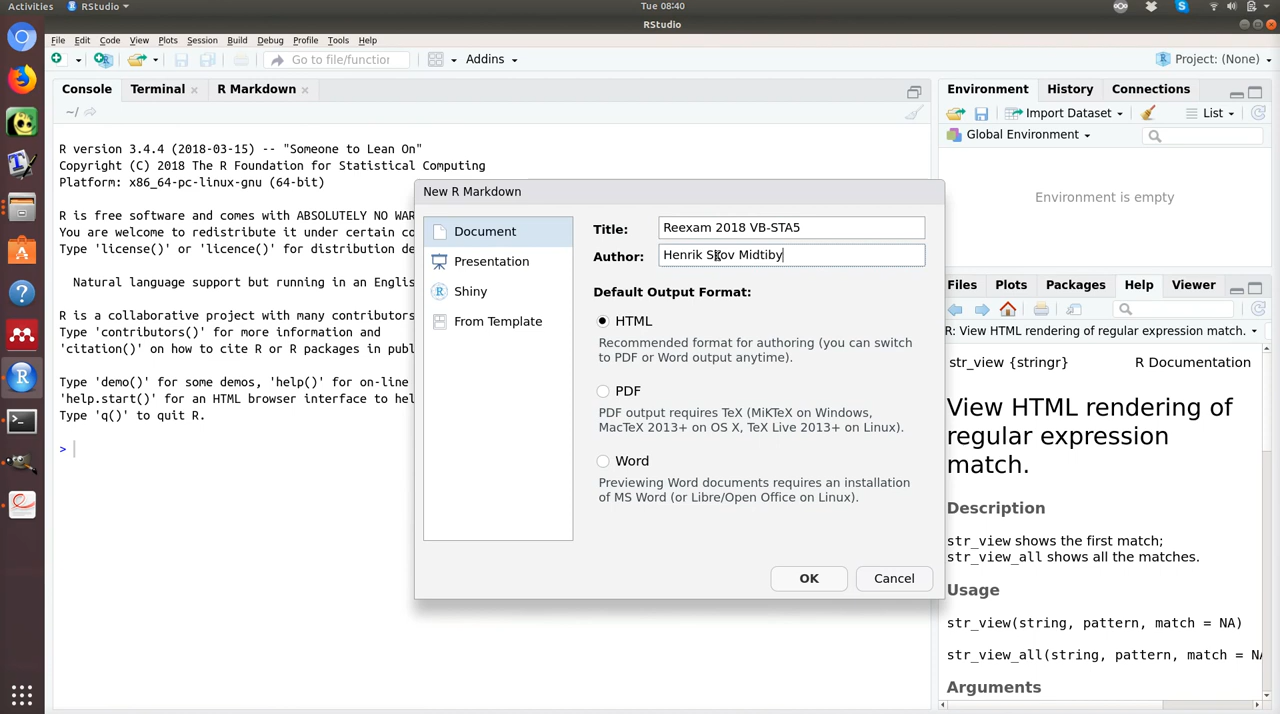 Activities
RStudio
Tue 08:40
RStudio
File Edit Code View Plots Session Build Debug Profile Tools Help
Go to file/function
Addins
Project: (None)
Console
Terminal
R Markdown
~/
R version 3.4.4 (2018-03-15) -- "Someone to Lean On"
Copyright (C) 2018 The R Foundation for Statistical Computing
Platform: x86_64-pc-linux-gnu (64-bit)
R is free software and comes with ABSOLUTELY NO WAR
You are welcome to redistribute it under certain co
Type 'license()' or 'licence()' for distribution de
Natural language support but running in an Englis
R is a collaborative project with many contributors
Type 'contributors()' for more information and
'citation()' on how to cite R or R packages in publ
Type 'demo()' for some demos, 'help()' for on-line
'help.start()' for an HTML browser interface to hel
Type 'q()' to quit R.
>
New R Markdown
Document
Presentation
Shiny
From Template
Title:
Reexam 2018 VB-STA5
Author:
Henrik Skov Midtiby
Default Output Format:
HTML
Recommended format for authoring (you can switch
to PDF or Word output anytime).
PDF
PDF output requires TeX (MiKTeX on Windows,
MacTeX 2013+ on OS X, TeX Live 2013+ on Linux).
Word
Previewing Word documents requires an installation
of MS Word (or Libre/Open Office on Linux).
OK
Cancel
Environment
History
Connections
Import Dataset
List
Global Environment
Environment is empty
Files
Plots
Packages
Help
Viewer
R: View HTML rendering of regular expression match.
str_view {stringr}
R Documentation
View HTML rendering of
regular expression
match.
Description
str_view shows the first match;
str_view_all shows all the matches.
Usage
str_view(string, pattern, match = NA)
str_view_all(string, pattern, match = NA
Arguments